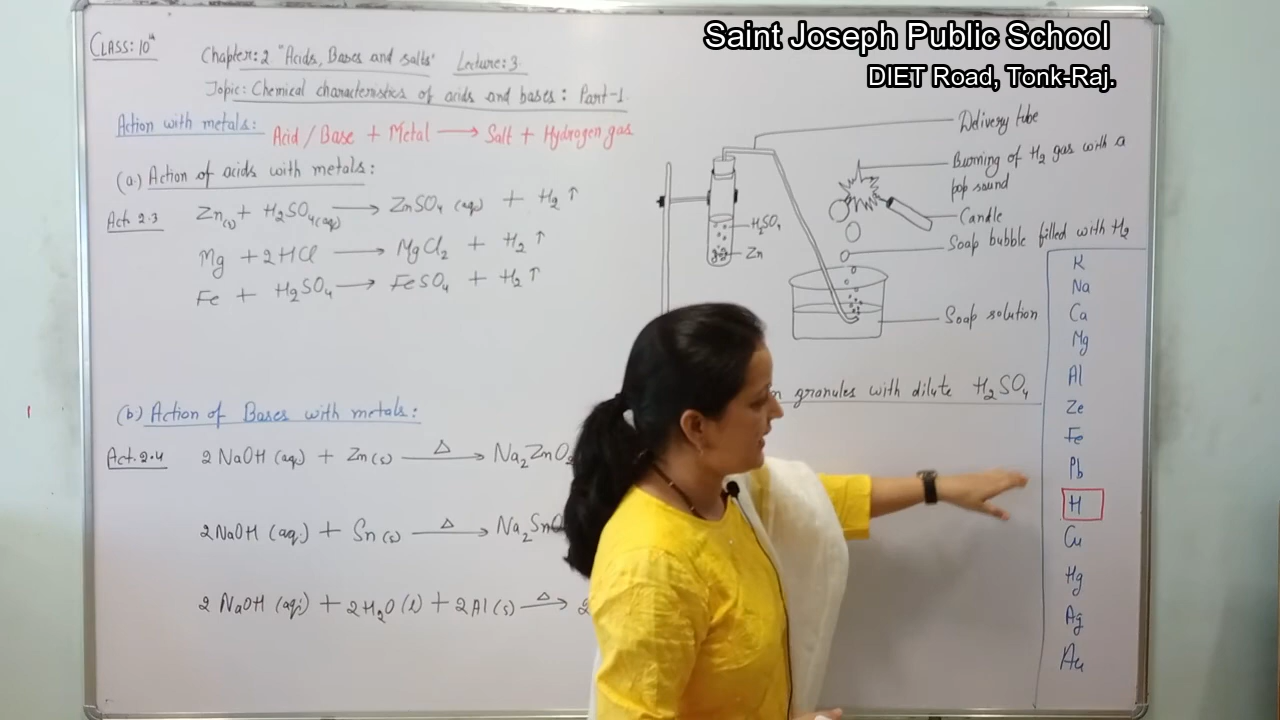 Saint Joseph Public School
DIET Road, Tonk-Raj.
CLASS: 10th
Chapter: 2 "Acids, Bases and salts" Lecture: 3
Topic: Chemical characteristics of acids and bases: Part-1
Action with metals: Acid/Base + Metal ⟶ Salt + Hydrogen gas
(a) Action of acids with metals:
Act. 2.3 Zn(s) + H₂SO₄(aq) ⟶ ZnSO₄ (aq) + H₂ ↑
Mg + 2HCl ⟶ MgCl₂ + H₂ ↑
Fe + H₂SO₄ ⟶ FeSO₄ + H₂ ↑
(b) Action of Bases with metals:
Act. 2.4 2 NaOH (aq) + Zn(s) —Δ⟶ Na₂ZnO₂
2NaOH (aq) + Sn(s) —Δ⟶ Na₂SnO
2 NaOH (aq) + 2H₂O(l) + 2Al(s) —Δ⟶ 2
Delivery tube
Burning of H₂ gas with a
pop sound
Candle
Soap bubble filled with H₂
H₂SO₄
Zn
Soap solution
granules with dilute H₂SO₄
K
Na
Ca
Mg
Al
Ze
Fe
Pb
H
Cu
Hg
Ag
Au